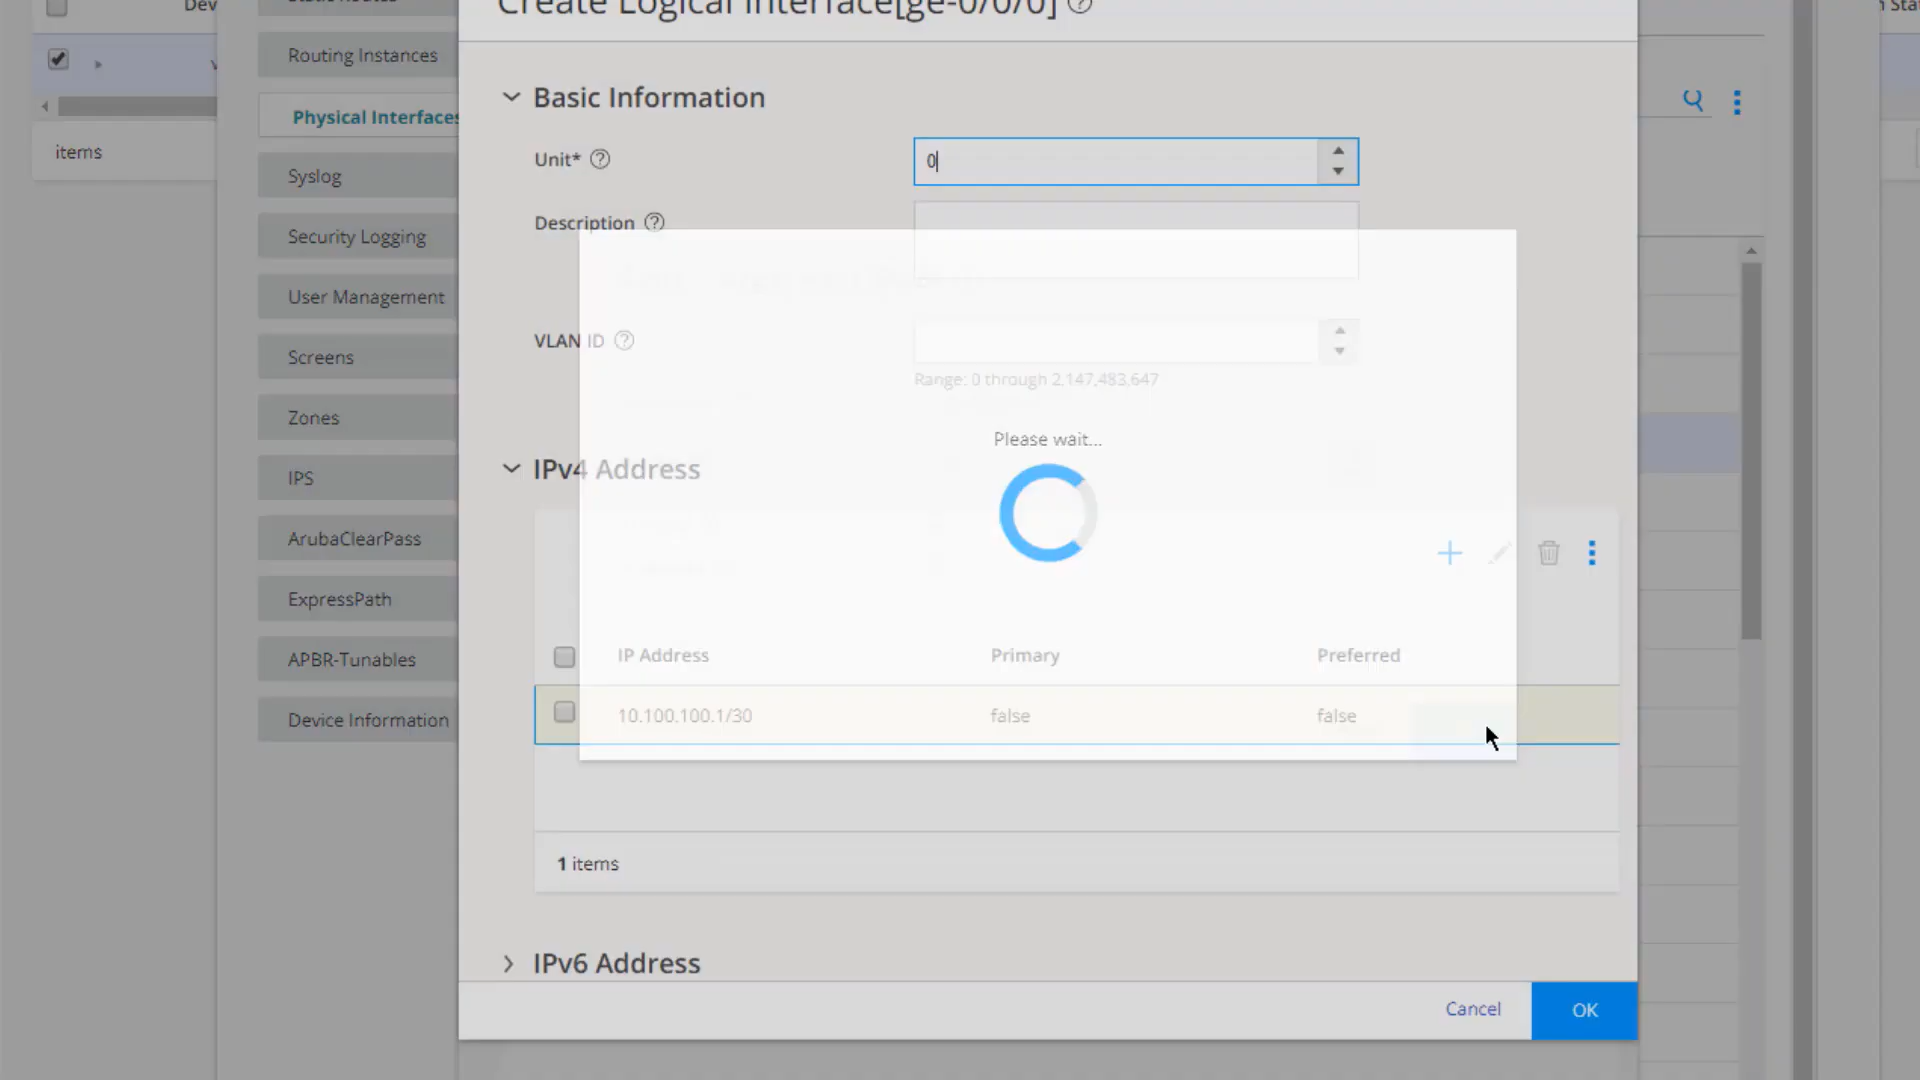 Create Logical Interface[ge-0/0/0]
Routing Instances
Physical Interfaces
items
Syslog
Security Logging
User Management
Screens
Zones
IPS
ArubaClearPass
ExpressPath
APBR-Tunables
Device Information
Basic Information
Unit*
0
Description
VLAN ID
Range: 0 through 2,147,483,647
Please wait...
IPv4 Address
IP Address Primary Preferred
10.100.100.1/30 false false
1 items
IPv6 Address
Cancel OK